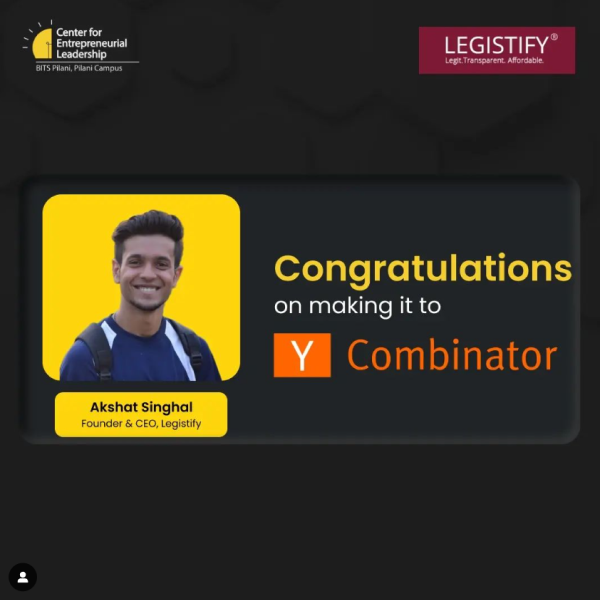 Center for
Entrepreneurial
Leadership
BITS Pilani, Pilani Campus
LEGISTIFY®
Legit.Transparent. Affordable.
Congratulations
on making it to
Y Combinator
Akshat Singhal
Founder & CEO, Legistify